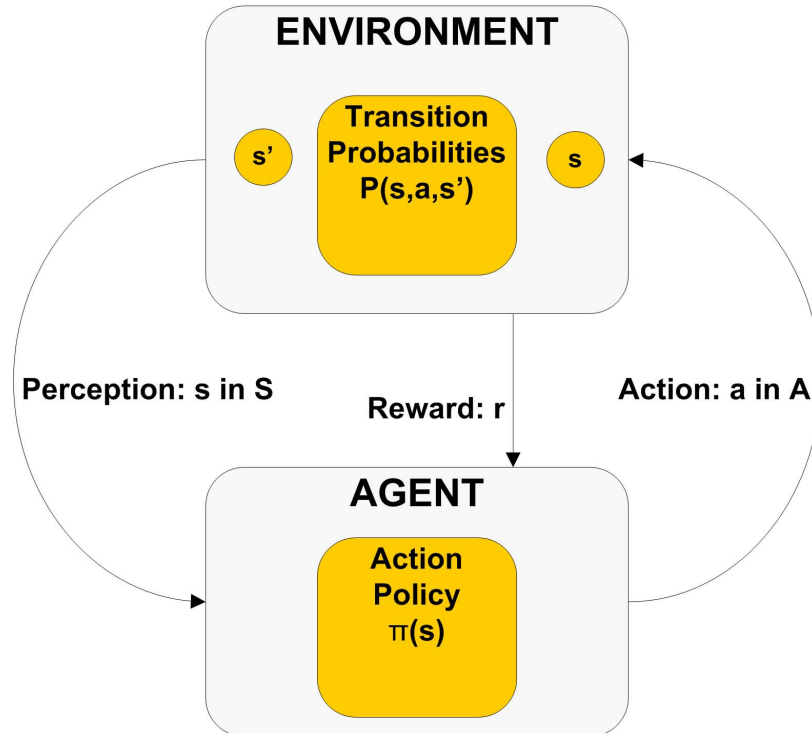 ENVIRONMENT
s’
Transition
Probabilities
P(s,a,s’)
s
Perception: s in S
Reward: r
Action: a in A
AGENT
Action
Policy
π(s)